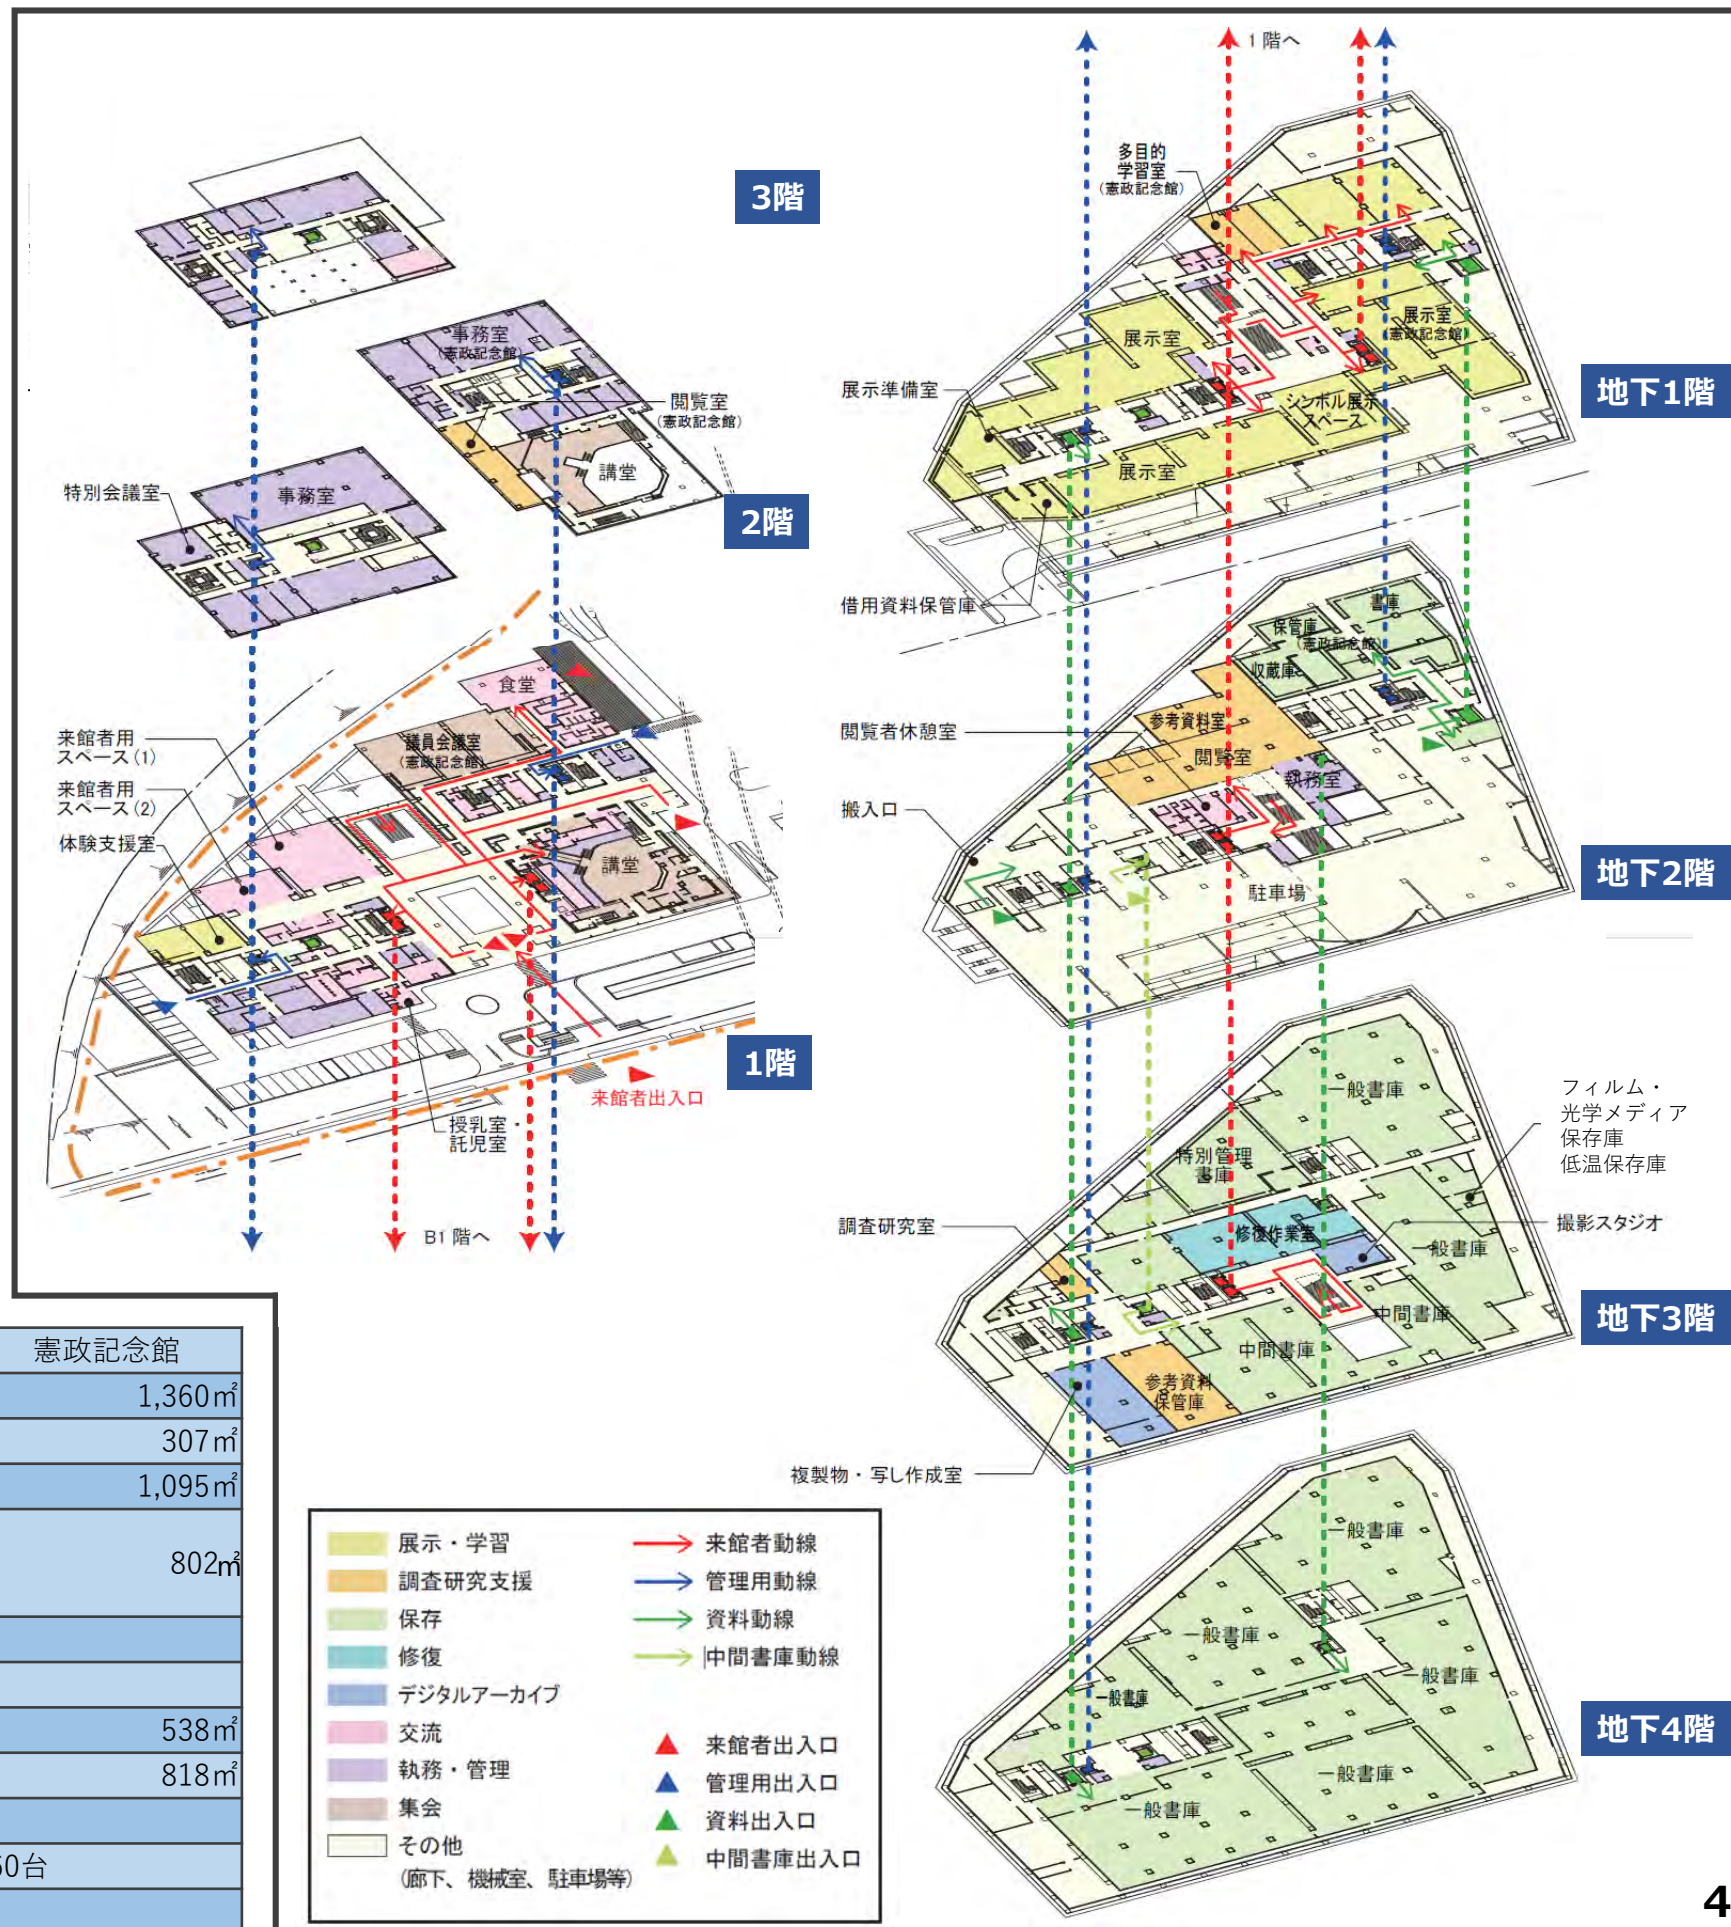 3階
事務室
(憲政記念館)
閲覧室
(憲政記念館)
講堂
特別会議室
事務室
2階
食堂
来館者用
スペース(1)
議員会議室
(憲政記念館)
来館者用
スペース(2)
体験支援室
講堂
1階
来館者出入口
授乳室・
託児室
B1階へ
1階へ
多目的
学習室
(憲政記念館)
展示室
(憲政記念館)
展示室
地下1階
展示準備室
シンボル展示
スペース
展示室
借用資料保管庫
書庫
保管庫
(憲政記念館)
収蔵庫
参考資料室
閲覧者休憩室
閲覧室
執務室
搬入口
地下2階
駐車場
一般書庫
フィルム・
光学メディア
保存庫
低温保存庫
特別管理
書庫
調査研究室
修復作業室
撮影スタジオ
一般書庫
中間書庫
地下3階
中間書庫
参考資料
保管庫
複製物・写し作成室
一般書庫
一般書庫
一般書庫
一般書庫
地下4階
一般書庫
一般書庫
憲政記念館
1,360㎡
307㎡
1,095㎡
802㎡
538㎡
818㎡
0台
展示・学習
調査研究支援
保存
修復
デジタルアーカイブ
交流
執務・管理
集会
その他
(廊下、機械室、駐車場等)
来館者動線
管理用動線
資料動線
中間書庫動線
来館者出入口
管理用出入口
資料出入口
中間書庫出入口
4